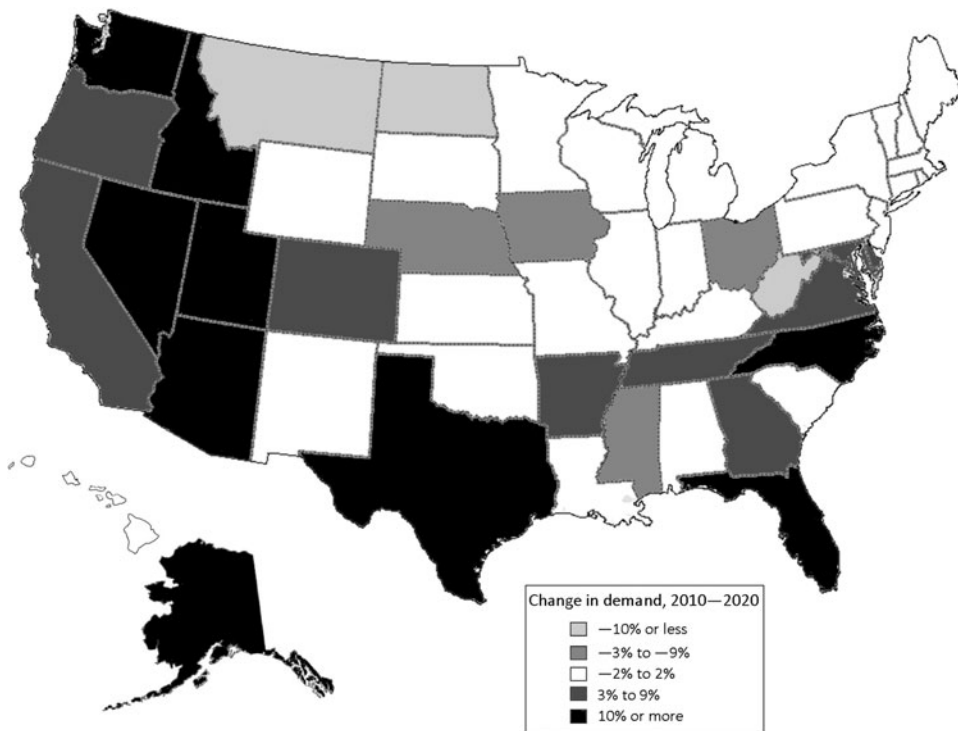 Change in demand, 2010—2020
—10% or less
—3% to —9%
—2% to 2%
3% to 9%
10% or more